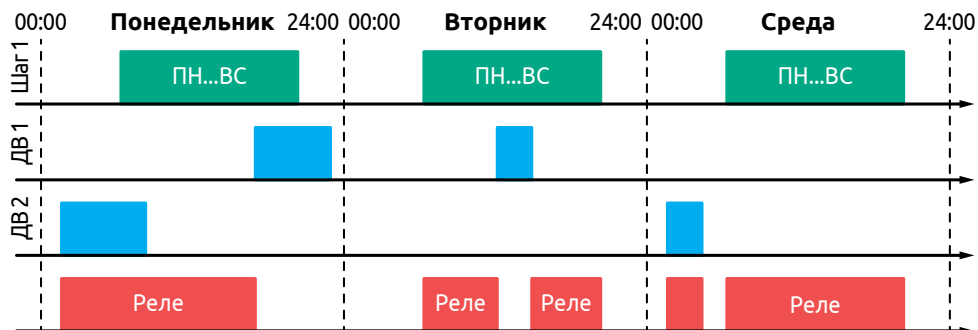 00:00 Понедельник 24:00 00:00 Вторник 24:00 00:00 Среда 24:00
Шаг 1 ПН...ВС ПН...ВС ПН...ВС
ДВ 1
ДВ 2
Реле Реле Реле Реле